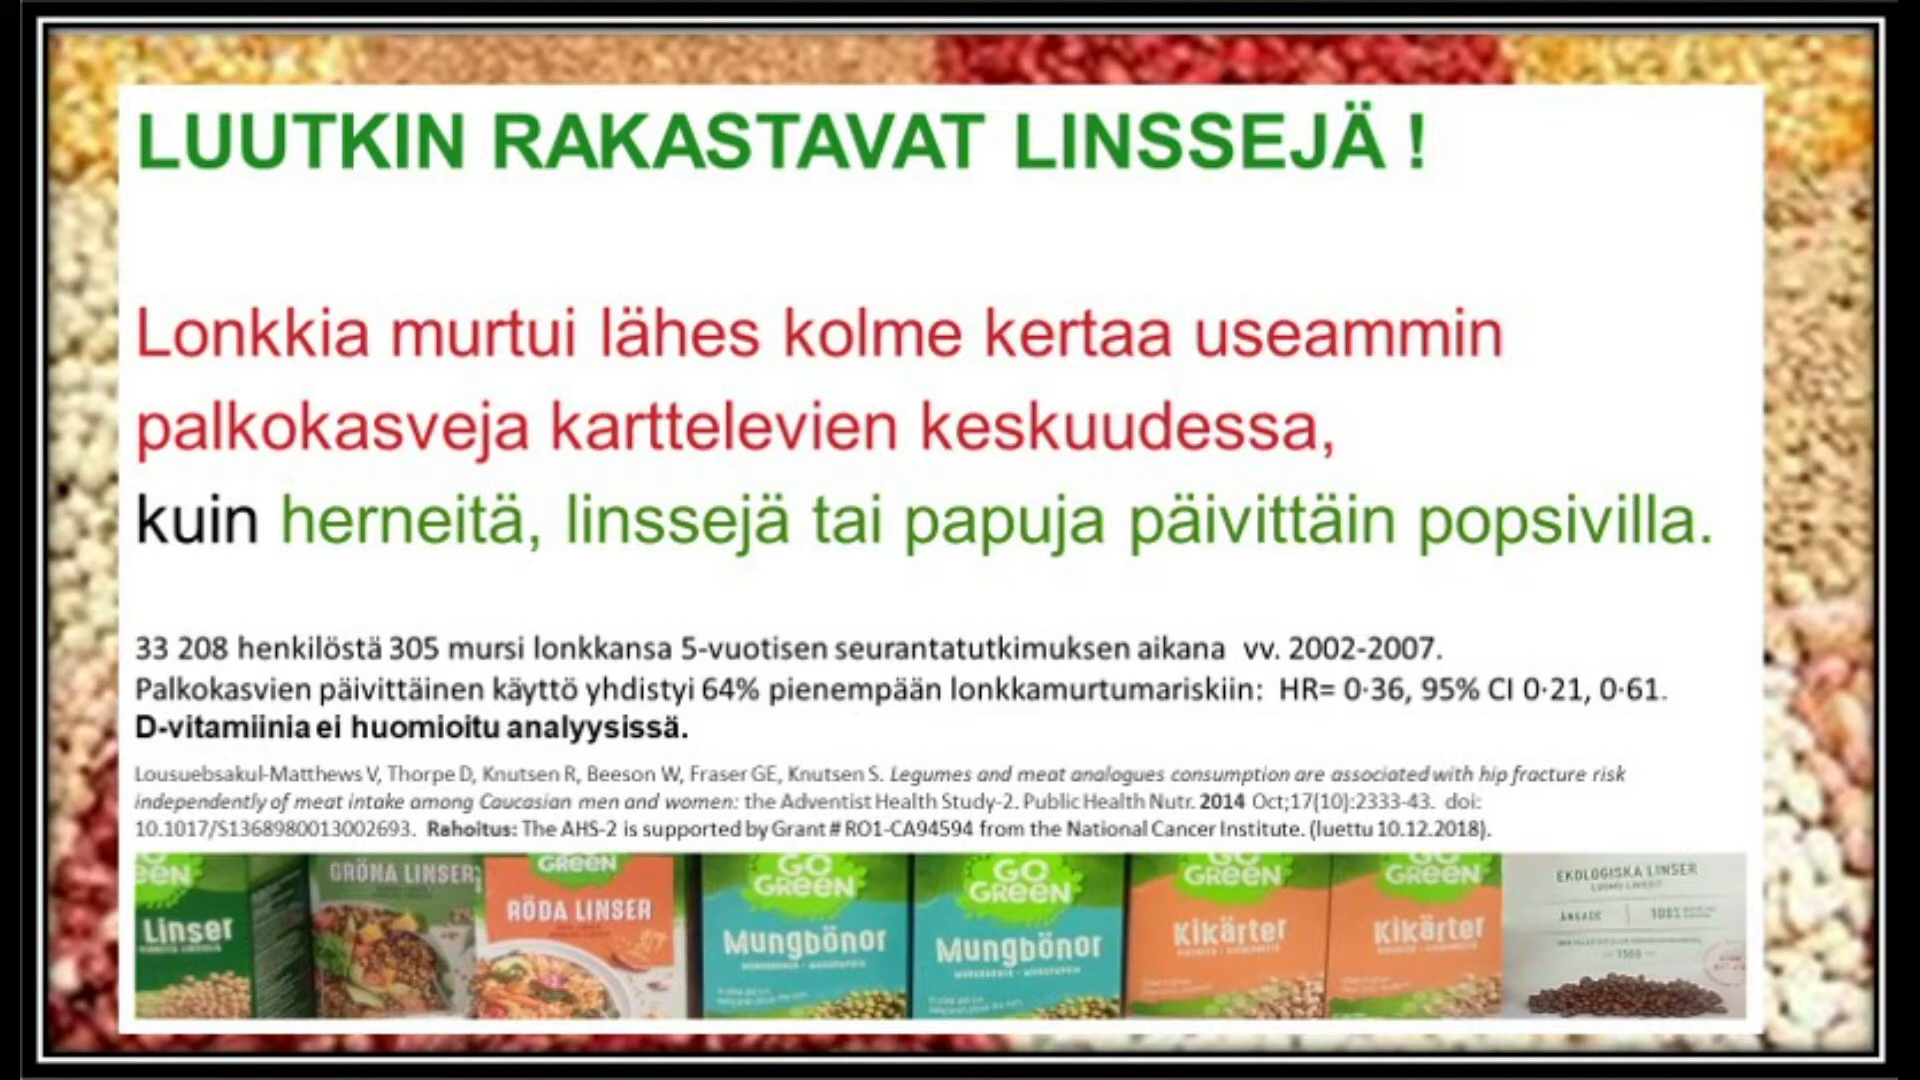 LUUTKIN RAKASTAVAT LINSSEJÄ !
Lonkkia murtui lähes kolme kertaa useammin
palkokasveja karttelevien keskuudessa,
kuin herneitä, linssejä tai papuja päivittäin popsivilla.
33 208 henkilöstä 305 mursi lonkkansa 5-vuotisen seurantatutkimuksen aikana vv. 2002-2007.
Palkokasvien päivittäinen käyttö yhdistyi 64% pienempään lonkkamurtumariskiin: HR= 0·36, 95% CI 0·21, 0·61.
D-vitamiinia ei huomioitu analyysissä.
Lousuebsakul-Matthews V, Thorpe D, Knutsen R, Beeson W, Fraser GE, Knutsen S. Legumes and meat analogues consumption are associated with hip fracture risk
independently of meat intake among Caucasian men and women: the Adventist Health Study-2. Public Health Nutr. 2014 Oct;17(10):2333-43. doi:
10.1017/S1368980013002693. Rahoitus: The AHS-2 is supported by Grant # RO1-CA94594 from the National Cancer Institute. (luettu 10.12.2018).
Linser
GRÖNA LINSER
GREEN
RÖDA LINSER
GO
GREEN
Mungbönor
GO
GREEN
Mungbönor
GO
GREEN
Kikärter
GREEN
Kikärter
EKOLOGISKA LINSER